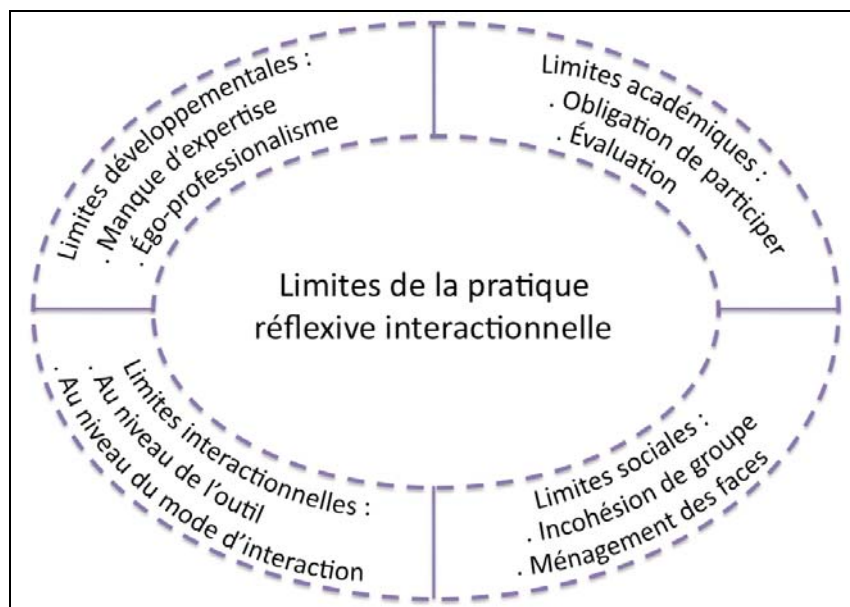 Limites développementales :
. Manque d'expertise
. Égo-professionalisme
Limites académiques :
. Obligation de participer
. Évaluation
Limites de la pratique
réflexive interactionnelle
Limites interactionnelles :
. Au niveau de l'outil
. Au niveau du mode d'interaction
Limites sociales :
. Incohésion de groupe
. Ménagement des faces